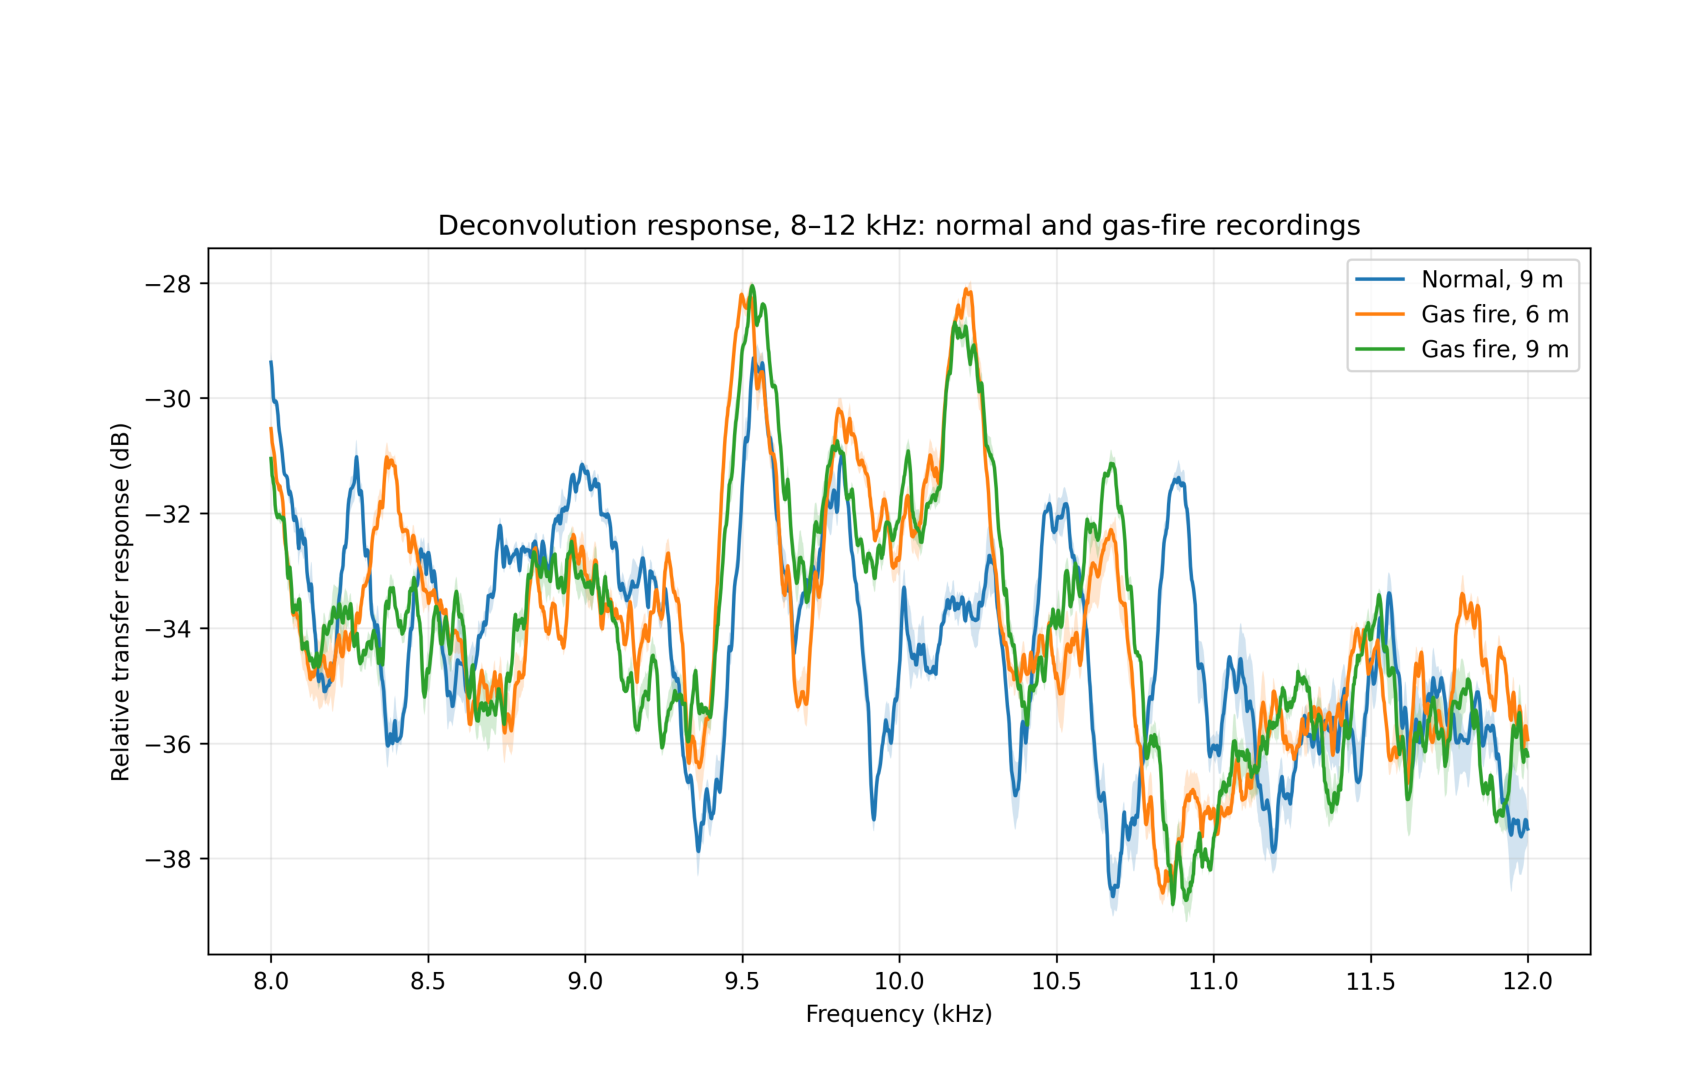 Deconvolution response, 8–12 kHz: normal and gas-fire recordings
Normal, 9 m
Gas fire, 6 m
Gas fire, 9 m
Relative transfer response (dB)
−28
−30
−32
−34
−36
−38
8.0 8.5 9.0 9.5 10.0 10.5 11.0 11.5 12.0
Frequency (kHz)